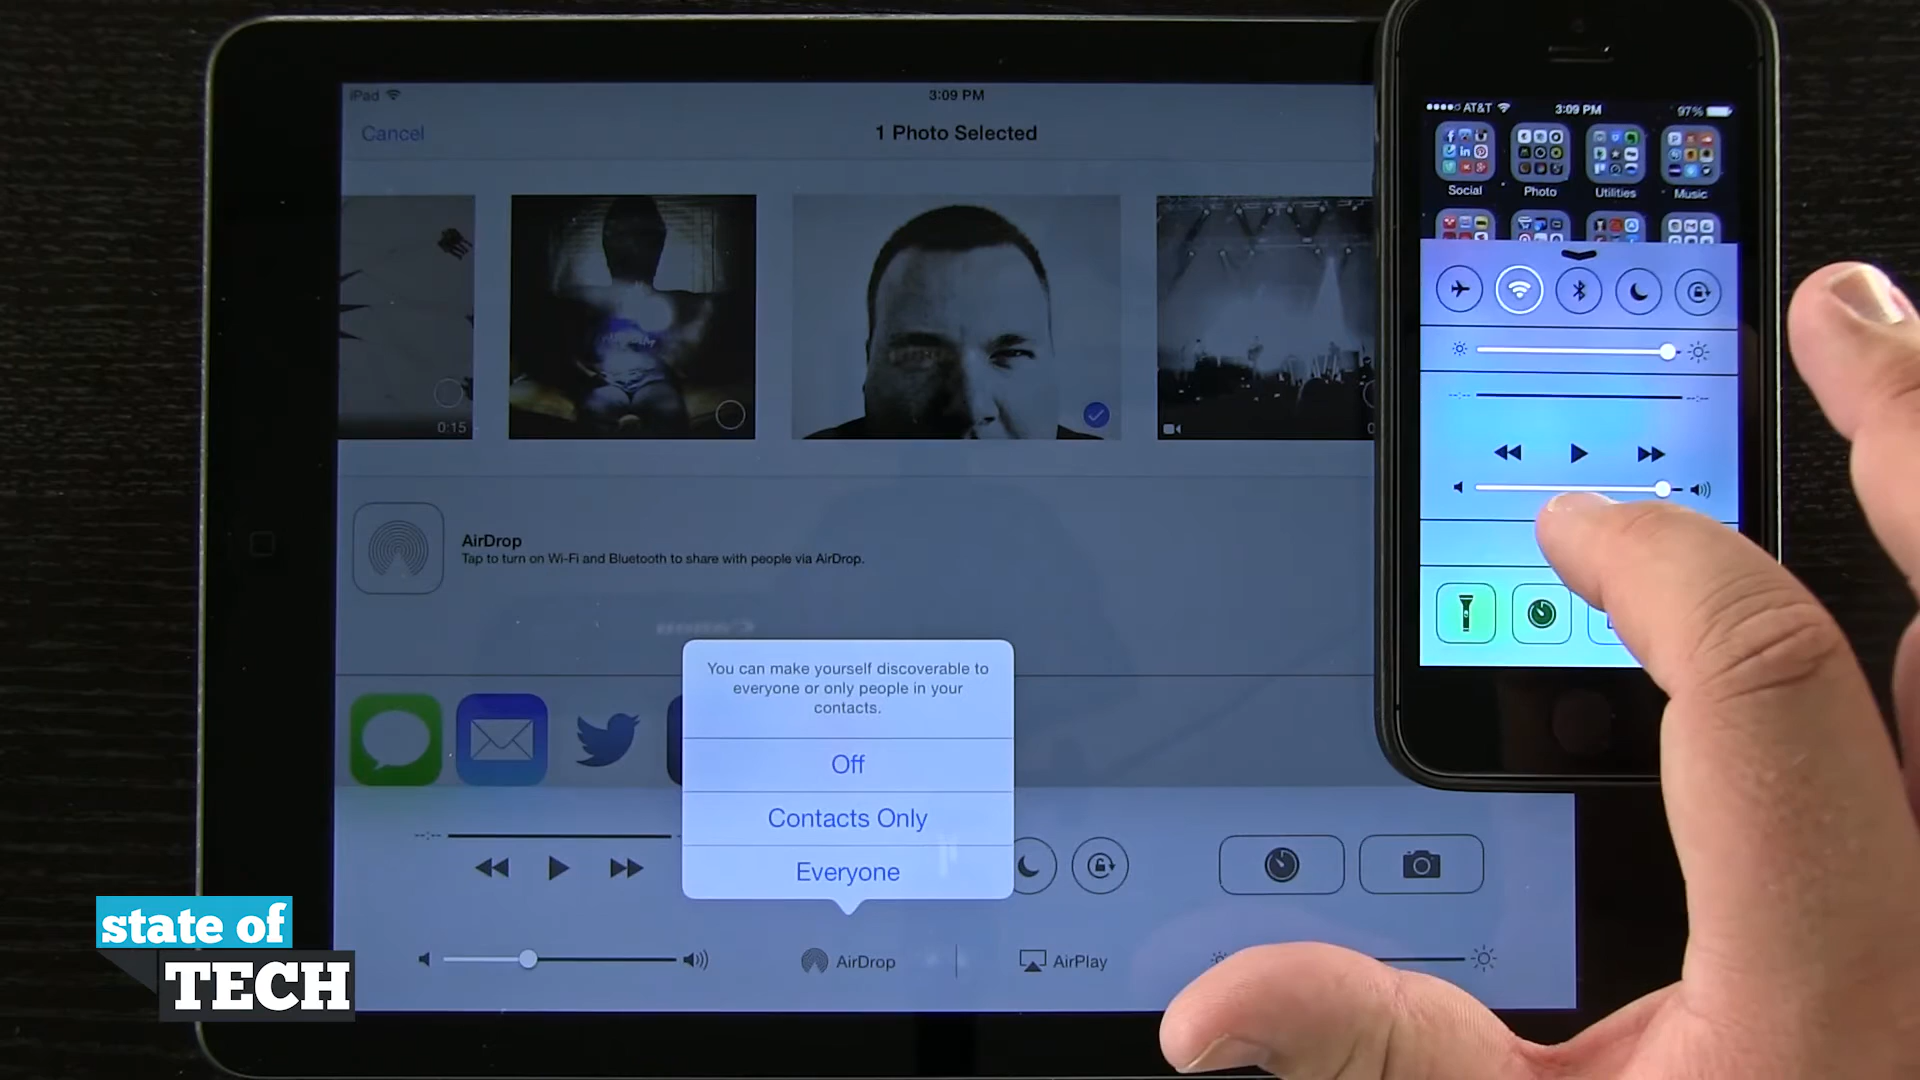 iPad
3:09 PM
Cancel
1 Photo Selected
0:15
AirDrop
Tap to turn on Wi-Fi and Bluetooth to share with people via AirDrop.
You can make yourself discoverable to
everyone or only people in your
contacts.
Off
Contacts Only
Everyone
--:--
AirDrop
AirPlay
AT&T
3:09 PM
97%
Social
Photo
Utilities
Music
--:--
--:--
state of
TECH